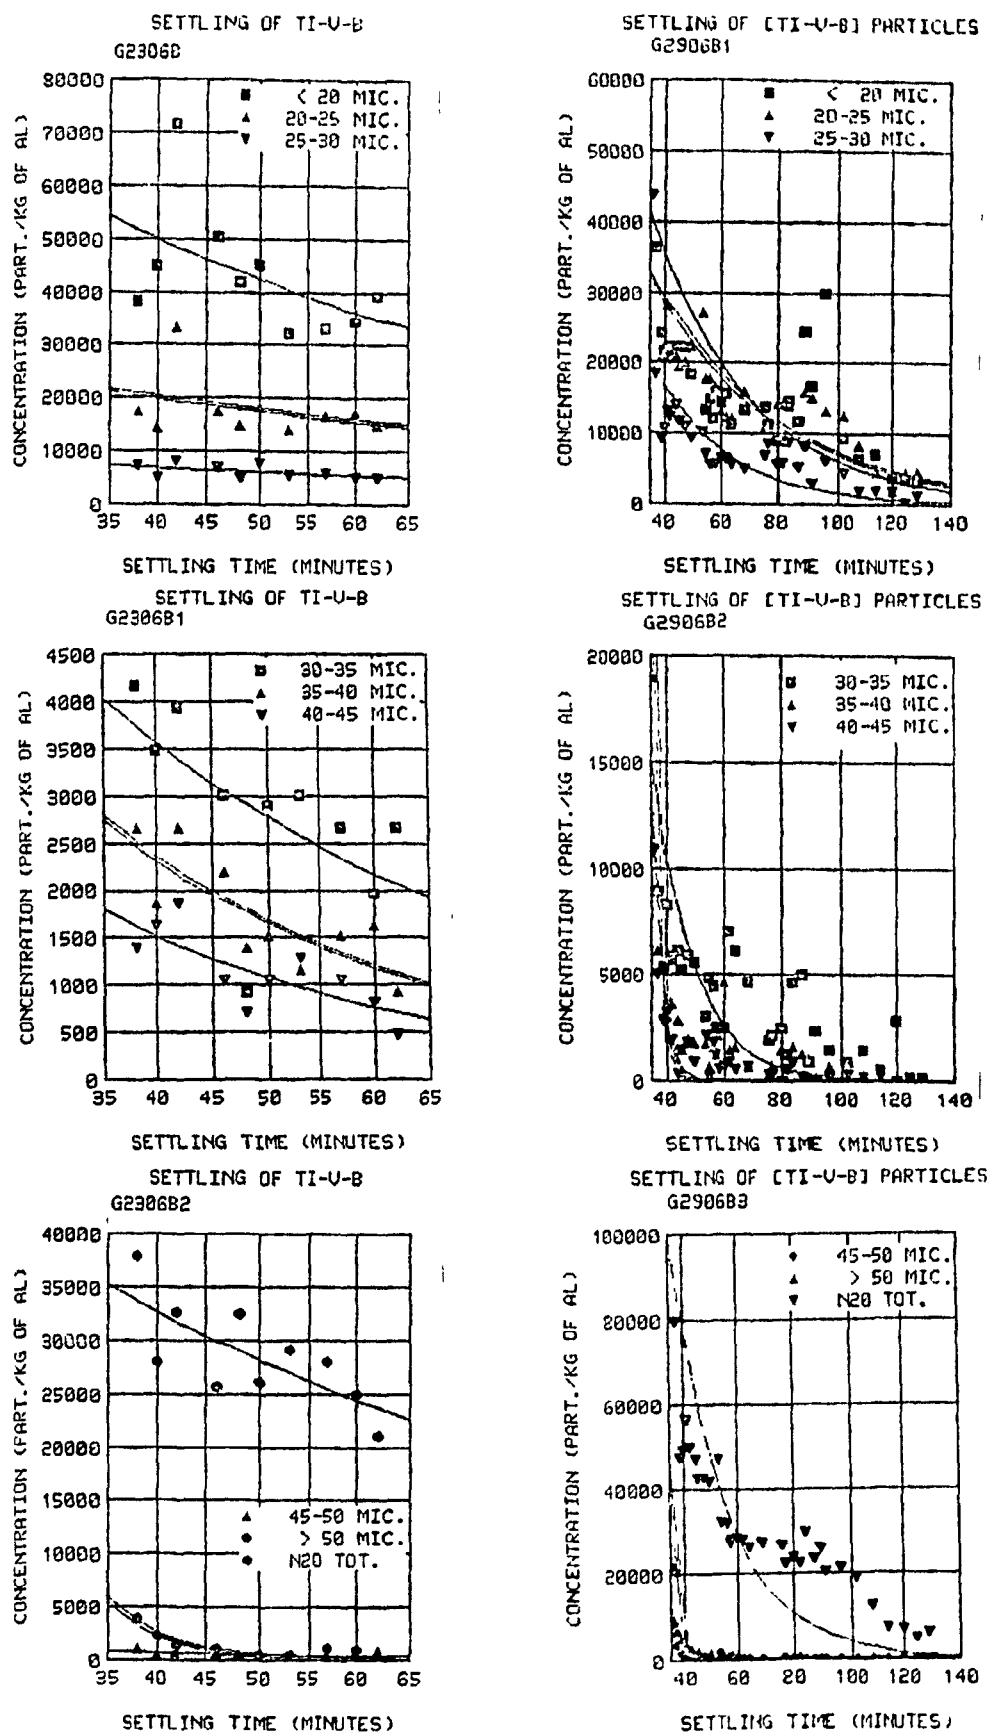 SETTLING OF TI-V-B
G2306B
CONCENTRATION (PART./KG OF AL)
80000
70000
60000
50000
40000
30000
20000
10000
0
< 20 MIC.
20-25 MIC.
25-30 MIC.
35 40 45 50 55 60 65
SETTLING TIME (MINUTES)
SETTLING OF [TI-V-B] PARTICLES
G2906B1
CONCENTRATION (PART./KG OF AL)
60000
50000
40000
30000
20000
10000
0
< 20 MIC.
20-25 MIC.
25-30 MIC.
40 60 80 100 120 140
SETTLING TIME (MINUTES)
SETTLING OF TI-V-B
G2306B1
CONCENTRATION (PART./KG OF AL)
4500
4000
3500
3000
2500
2000
1500
1000
500
0
30-35 MIC.
35-40 MIC.
40-45 MIC.
35 40 45 50 55 60 65
SETTLING TIME (MINUTES)
SETTLING OF [TI-V-B] PARTICLES
G2906B2
CONCENTRATION (PART./KG OF AL)
20000
15000
10000
5000
0
30-35 MIC.
35-40 MIC.
40-45 MIC.
40 60 80 100 120 140
SETTLING TIME (MINUTES)
SETTLING OF TI-V-B
G2306B2
CONCENTRATION (PART./KG OF AL)
40000
35000
30000
25000
20000
15000
10000
5000
0
45-50 MIC.
> 50 MIC.
N20 TOT.
35 40 45 50 55 60 65
SETTLING TIME (MINUTES)
SETTLING OF [TI-V-B] PARTICLES
G2906B3
CONCENTRATION (PART./KG OF AL)
100000
80000
60000
40000
20000
0
45-50 MIC.
> 50 MIC.
N20 TOT.
40 60 80 100 120 140
SETTLING TIME (MINUTES)